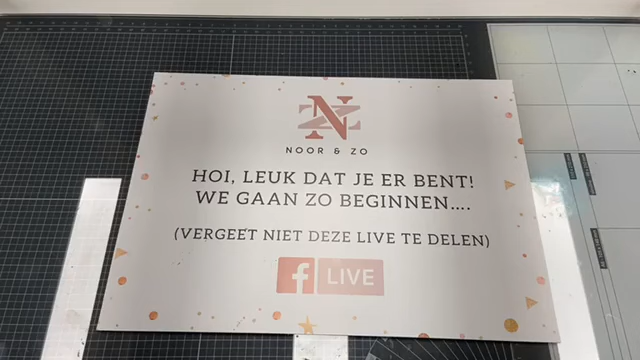 NZ
NOOR & ZO
HOI, LEUK DAT JE ER BENT!
WE GAAN ZO BEGINNEN....
(VERGEET NIET DEZE LIVE TE DELEN)
f LIVE